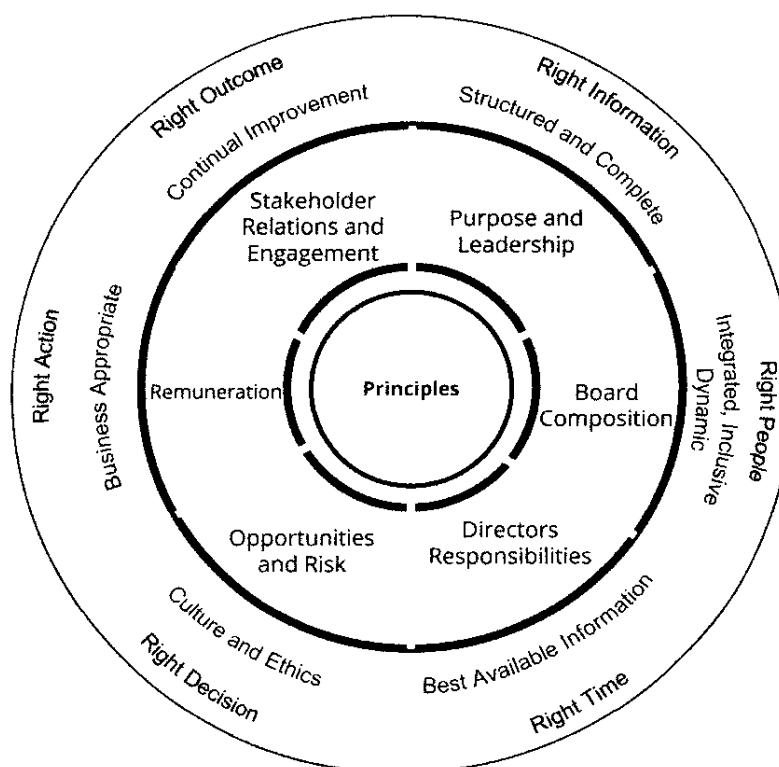 Right Outcome
Right Information
Continual Improvement
Structured and Complete
Stakeholder
Relations and
Engagement
Purpose and
Leadership
Right Action
Business Appropriate
Remuneration
Principles
Board
Composition
Integrated, Inclusive
Dynamic
Right People
Opportunities
and Risk
Directors
Responsibilities
Culture and Ethics
Best Available Information
Right Decision
Right Time